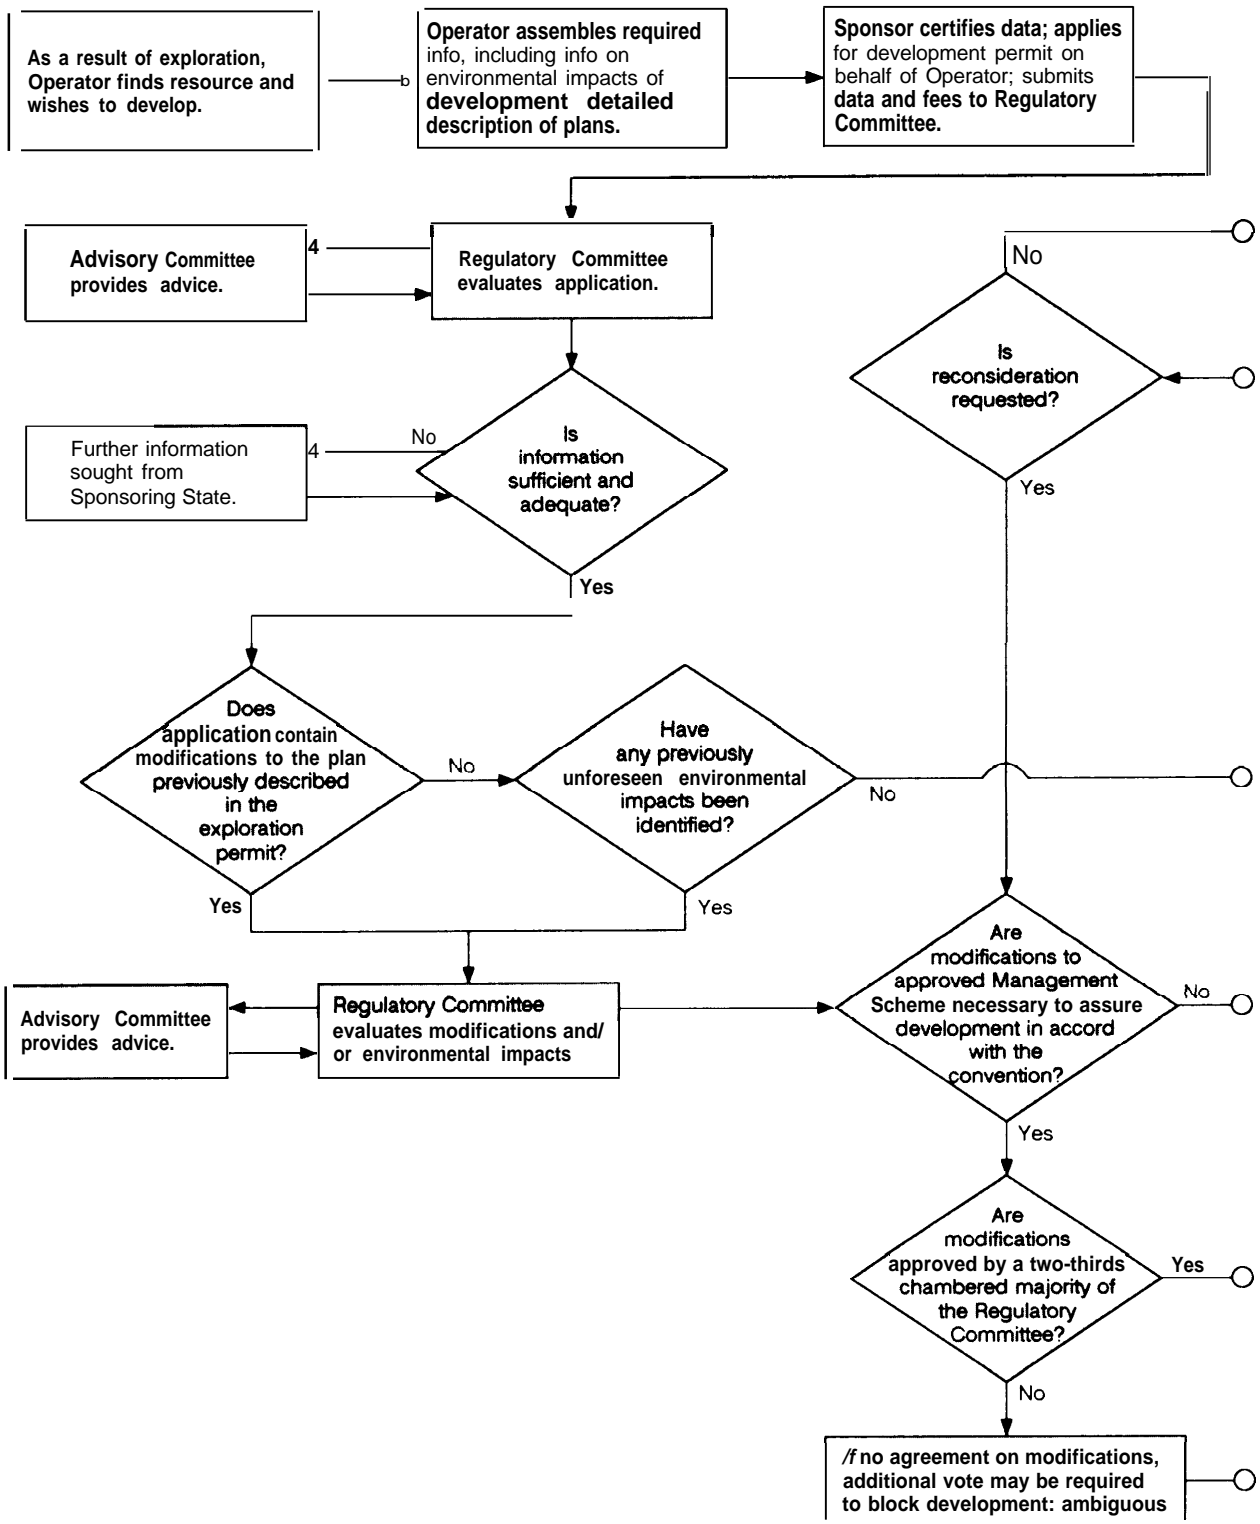 As a result of exploration,
Operator finds resource and
wishes to develop.
b
Operator assembles required
info, including info on
environmental impacts of
development detailed
description of plans.
Sponsor certifies data; applies
for development permit on
behalf of Operator; submits
data and fees to Regulatory
Committee.
Advisory Committee
provides advice.
4
Regulatory Committee
evaluates application.
No
Is
reconsideration
requested?
Yes
Further information
sought from
Sponsoring State.
4
No
Is
information
sufficient and
adequate?
Yes
Does
application contain
modifications to the plan
previously described
in the
exploration
permit?
No
Yes
Have
any previously
unforeseen environmental
impacts been
identified?
No
Yes
Advisory Committee
provides advice.
Regulatory Committee
evaluates modifications and/
or environmental impacts
Are
modifications to
approved Management
Scheme necessary to assure
development in accord
with the
convention?
No
Yes
Are
modifications
approved by a two-thirds
chambered majority of
the Regulatory
Committee?
Yes
No
/f no agreement on modifications,
additional vote may be required
to block development: ambiguous